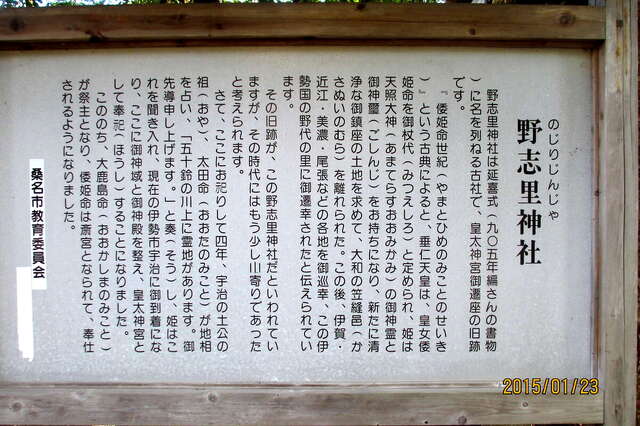 のじりじんじゃ
野志里神社
野志里神社は延喜式（九〇五年編さんの書物
）に名を列ねる古社で、皇太神宮御遷座の旧跡
です。
『倭姫命世紀（やまとひめのみことのせいき
）』という古典によると、垂仁天皇は、皇女倭
姫命を御杖代（みつえしろ）と定められ、姫は
天照大神（あまてらすおおみかみ）の御神霊と
御神璽（ごしんじ）をお持ちになり、新たに清
浄な御鎮座の土地を求めて、大和の笠縫邑（か
さぬいのむら）を離れられた。この後、伊賀・
近江・美濃・尾張などの各地を御巡幸、この伊
勢国の野代の里に御遷幸されたと伝えられてい
ます。
その旧跡が、この野志里神社だといわれてい
ますが、その時代にはもう少し山寄りであった
と考えられます。
さて、ここにお祀りして四年、宇治の土公の
祖（おや）、太田命（おおたのみこと）が地相
を占い、「五十鈴の川上に霊地があります。御
先導申し上げます。」と奏（そう）し、姫はこ
れを聞き入れ、現在の伊勢市宇治に御到着にな
り、ここに御神域と御神殿を整え、皇太神宮と
して奉祀（ほうし）することになりました。
こののち、大鹿島命（おおかしまのみこと）
が祭主となり、倭姫命は斎宮となられて、奉仕
されるようになりました。
桑名市教育委員会
2015/01/23